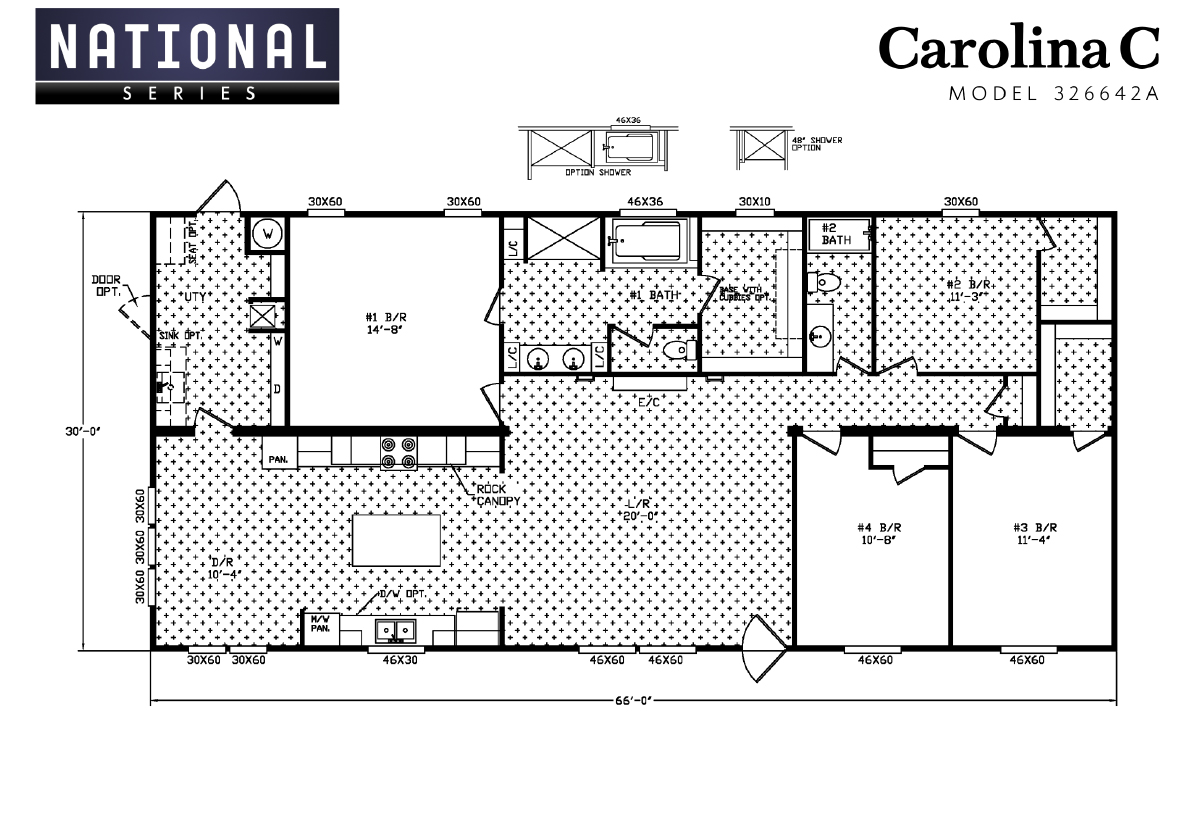 NATIONAL
SERIES
Carolina C
MODEL 326642A
46X36
OPTION SHOWER
48" SHOWER
OPTION
30X60
30X60
46X36
30X10
30X60
SEAT OPT.
W
L/C
#2
BATH
DOOR
OPT.
UTY
#1 BATH
BASE WITH
CUBBIES OPT.
#2 B/R
11'-3"
#1 B/R
14'-8"
SINK OPT.
W
D
L/C
L/C
E/C
30'-0"
PAN.
ROCK
CANOPY
L/R
20'-0"
30X60
30X60
30X60
#4 B/R
10'-8"
#3 B/R
11'-4"
D/R
10'-4"
D/W OPT.
M/W
PAN.
30X60
30X60
46X30
46X60
46X60
46X60
46X60
66'-0"